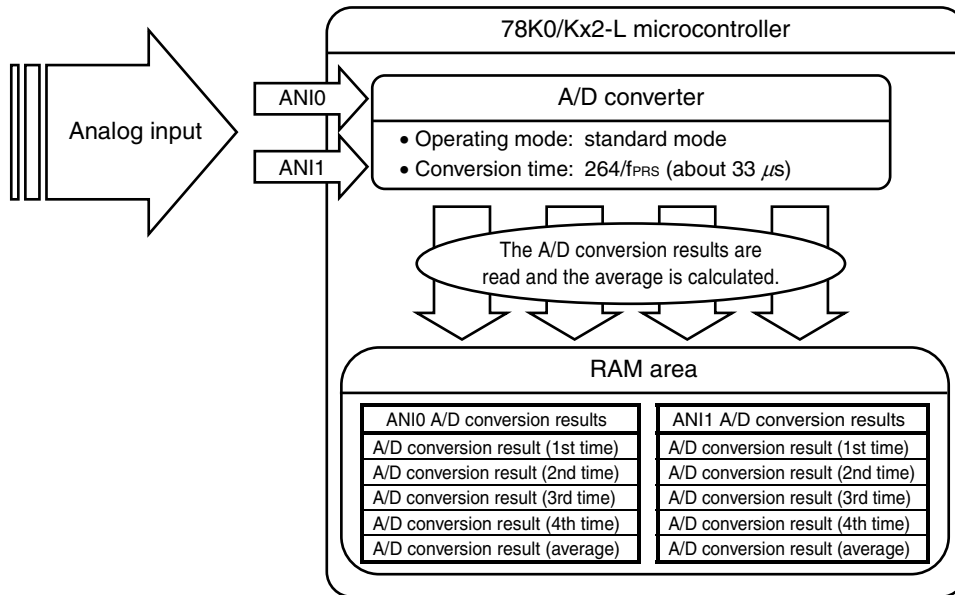 78K0/Kx2-L microcontroller
Analog input
ANI0
ANI1
A/D converter
• Operating mode: standard mode
• Conversion time: 264/fPRS (about 33 μs)
The A/D conversion results are
read and the average is calculated.
RAM area
ANI0 A/D conversion results
A/D conversion result (1st time)
A/D conversion result (2nd time)
A/D conversion result (3rd time)
A/D conversion result (4th time)
A/D conversion result (average)
ANI1 A/D conversion results
A/D conversion result (1st time)
A/D conversion result (2nd time)
A/D conversion result (3rd time)
A/D conversion result (4th time)
A/D conversion result (average)